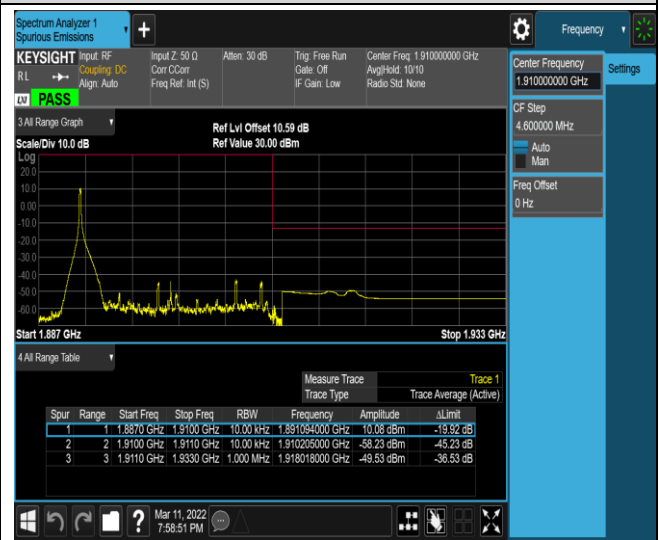 Spectrum Analyzer 1
Spurious Emissions
Frequency
KEYSIGHT Input: RF Input Z: 50 Ω Atten: 30 dB Trig: Free Run Center Freq: 1.910000000 GHz
RL Coupling: DC Corr CCorr Gate: Off Avg|Hold: 10/10
Align: Auto Freq Ref: Int (S) IF Gain: Low Radio Std: None
LXI PASS
Center Frequency
1.910000000 GHz
Settings
CF Step
4.600000 MHz
Auto
Man
Freq Offset
0 Hz
3 All Range Graph
Ref Lvl Offset 10.59 dB
Scale/Div 10.0 dB Ref Value 30.00 dBm
Log
20.0
10.0
0.00
-10.0
-20.0
-30.0
-40.0
-50.0
-60.0
Start 1.887 GHz Stop 1.933 GHz
4 All Range Table
Measure Trace Trace 1
Trace Type Trace Average (Active)
Spur Range Start Freq Stop Freq RBW Frequency Amplitude ΔLimit
1 1 1.8870 GHz 1.9100 GHz 10.00 kHz 1.891094000 GHz 10.08 dBm -19.92 dB
2 2 1.9100 GHz 1.9110 GHz 10.00 kHz 1.910205000 GHz -58.23 dBm -45.23 dB
3 3 1.9110 GHz 1.9330 GHz 1.000 MHz 1.918018000 GHz -49.53 dBm -36.53 dB
? Mar 11, 2022
7:58:51 PM